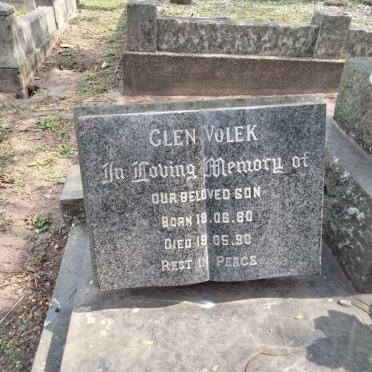 GLEN VOLEK
In Loving Memory of
OUR BELOVED SON
BORN 18.06.60
DIED 19.05.90
REST IN PEACE